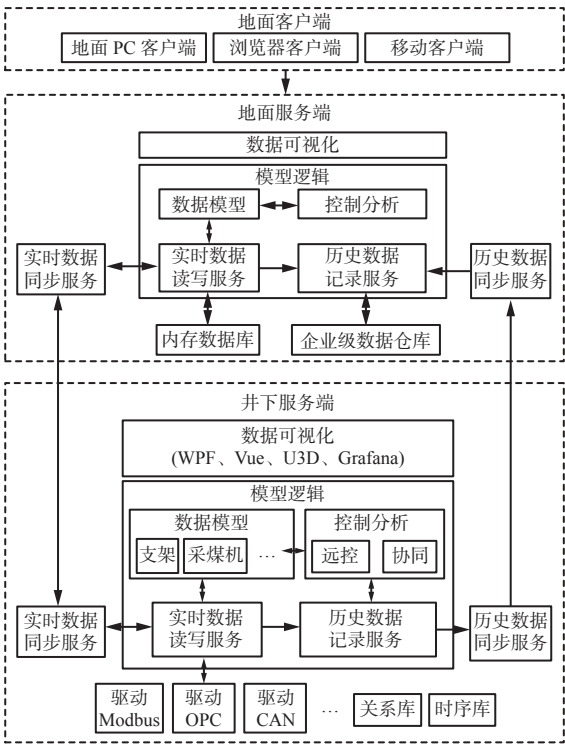 地面客户端
地面 PC 客户端
浏览器客户端
移动客户端
地面服务端
数据可视化
模型逻辑
数据模型
控制分析
实时数据
同步服务
实时数据
读写服务
历史数据
记录服务
历史数据
同步服务
内存数据库
企业级数据仓库
井下服务端
数据可视化
(WPF、Vue、U3D、Grafana)
模型逻辑
数据模型
支架
采煤机
…
控制分析
远控
协同
实时数据
同步服务
实时数据
读写服务
历史数据
记录服务
历史数据
同步服务
驱动
Modbus
驱动
OPC
驱动
CAN
…
关系库
时序库